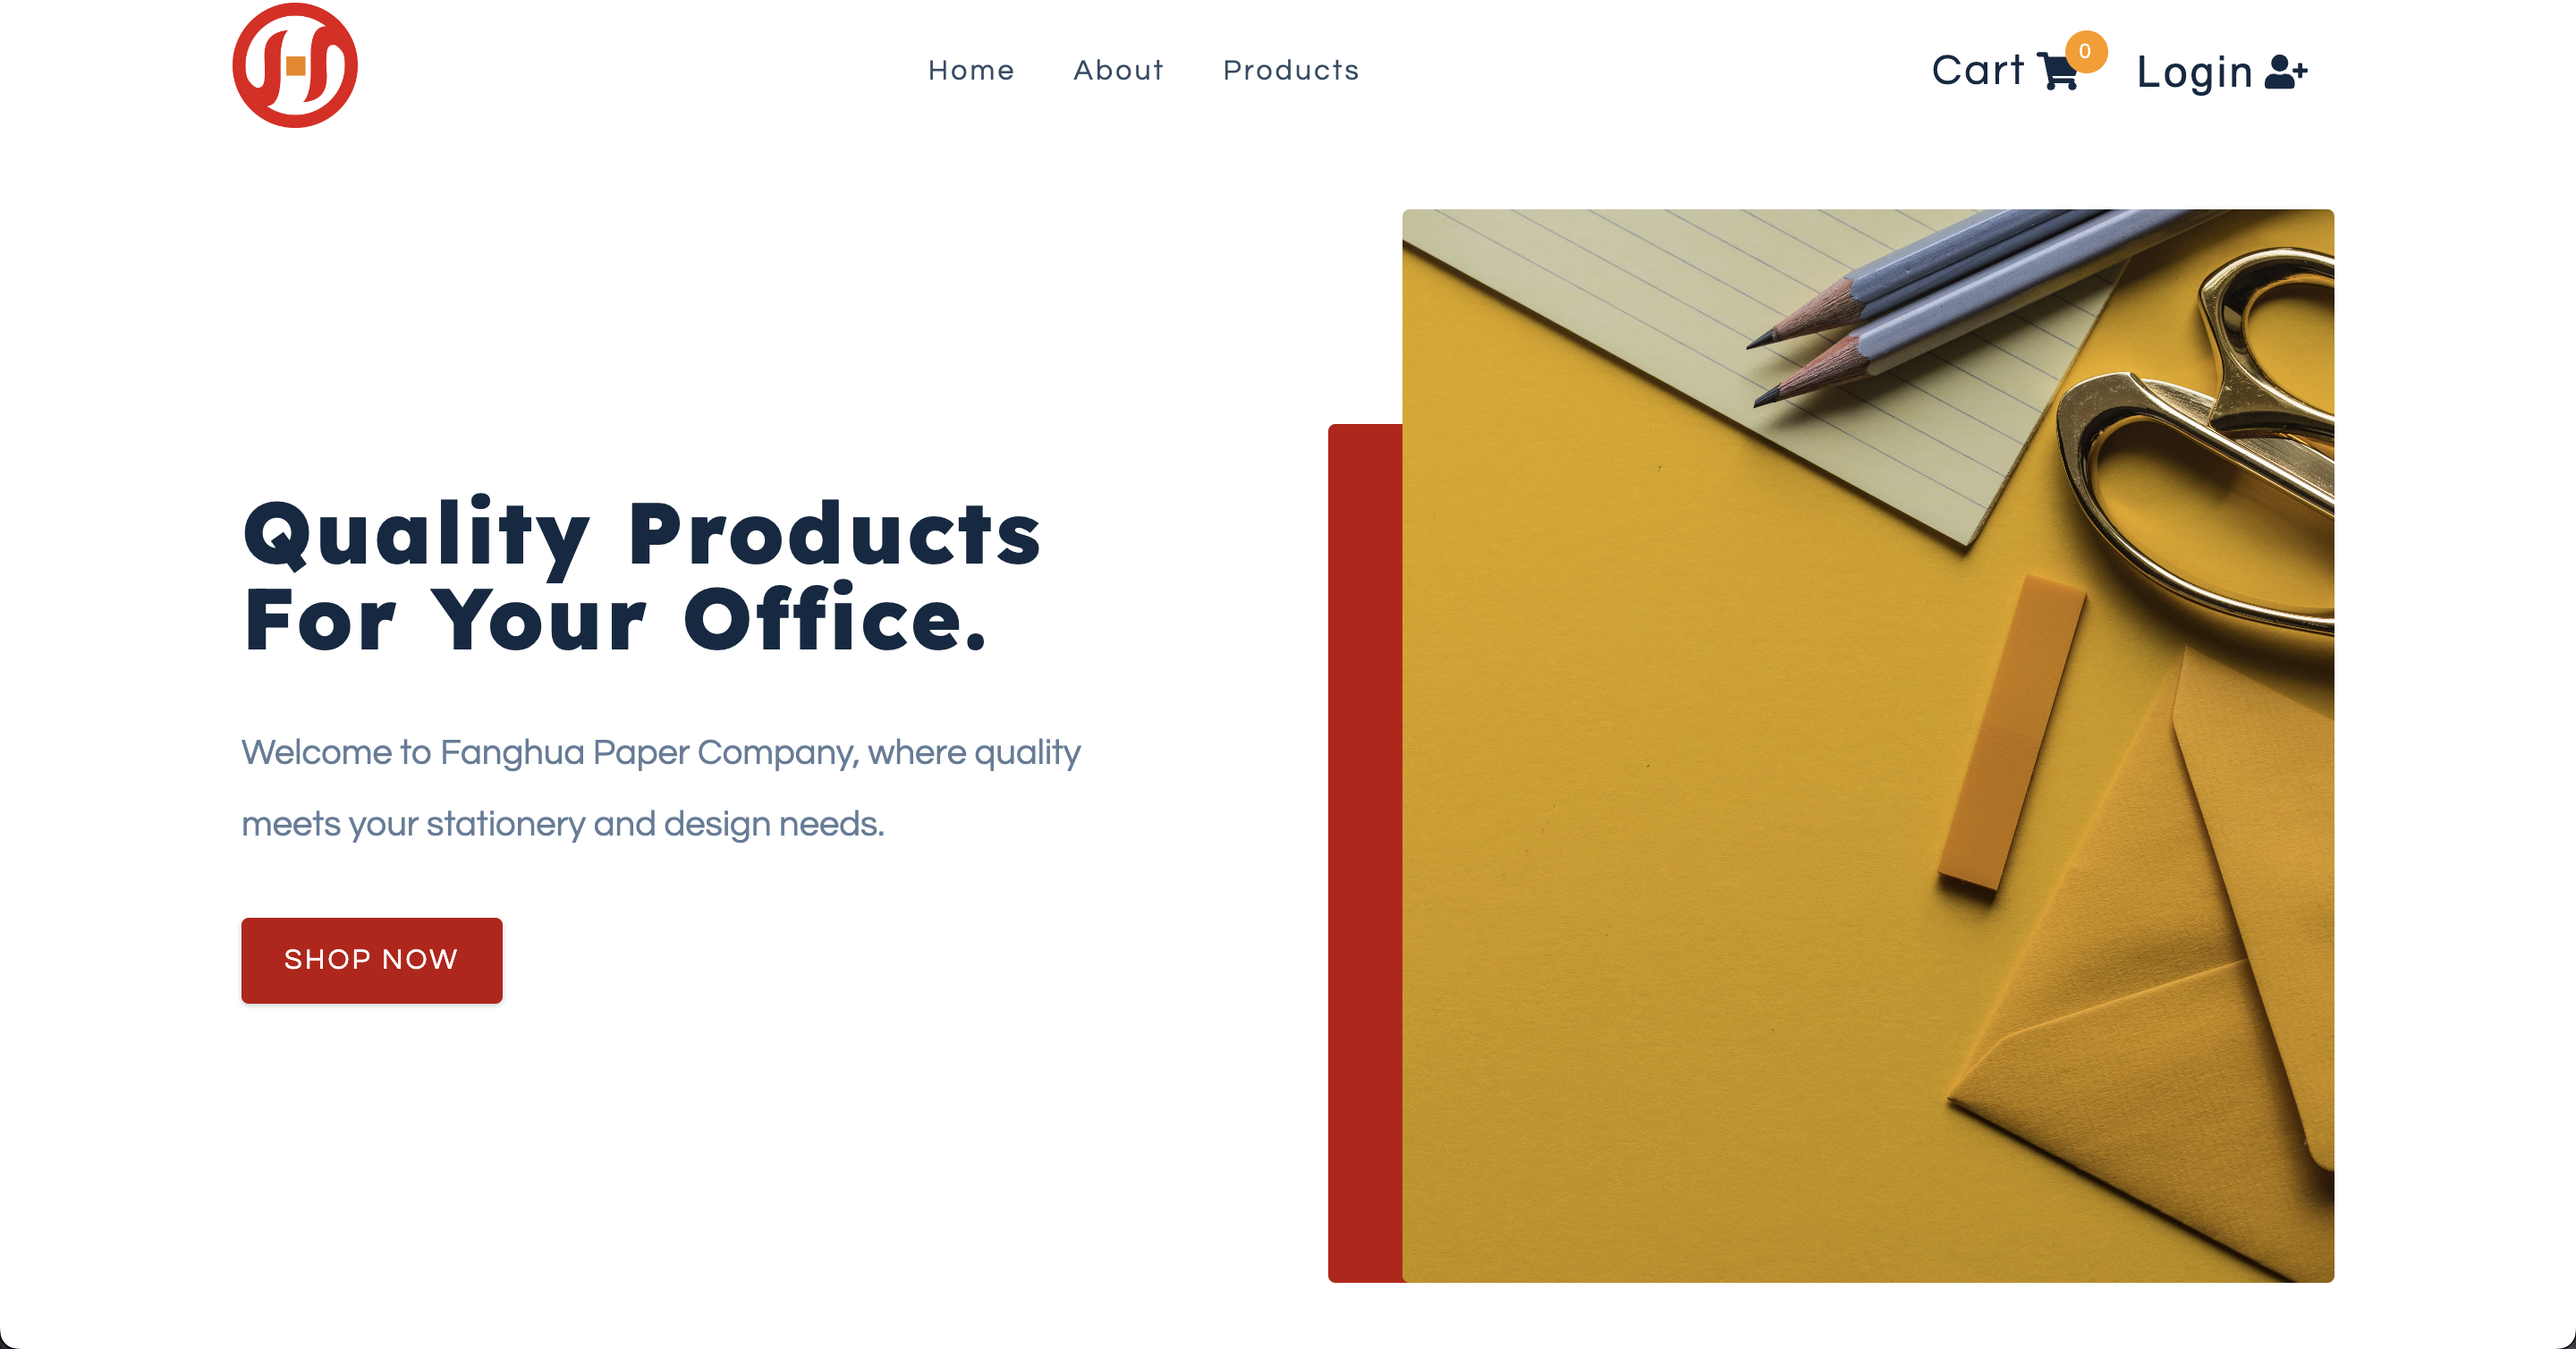 Home About Products
Cart 0 Login
Quality Products
For Your Office.
Welcome to Fanghua Paper Company, where quality
meets your stationery and design needs.
SHOP NOW